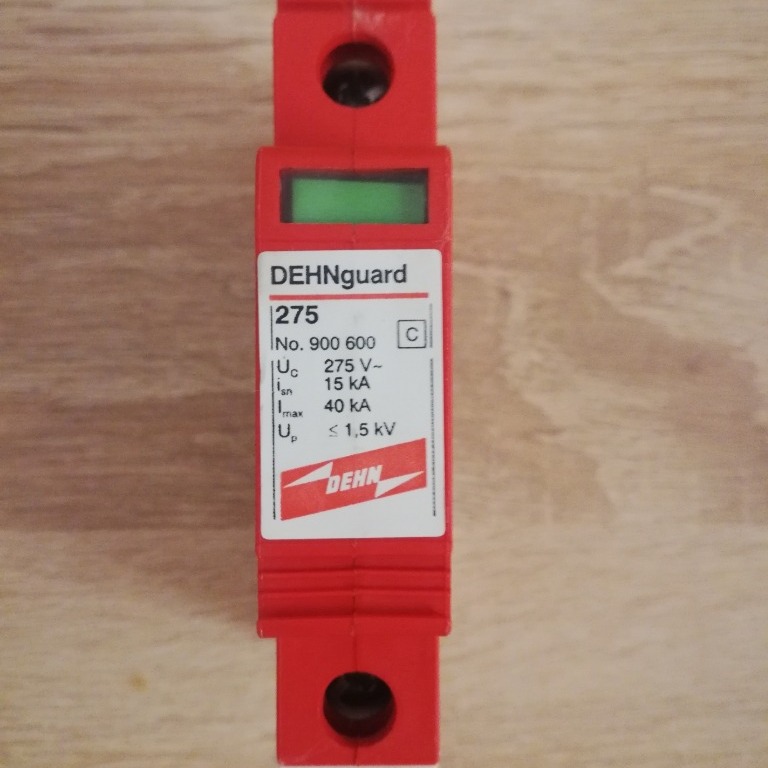 DEHNguard
275
No. 900 600 C
Uc 275 V~
isn 15 kA
Imax 40 kA
Up ≤ 1,5 kV
DEHN